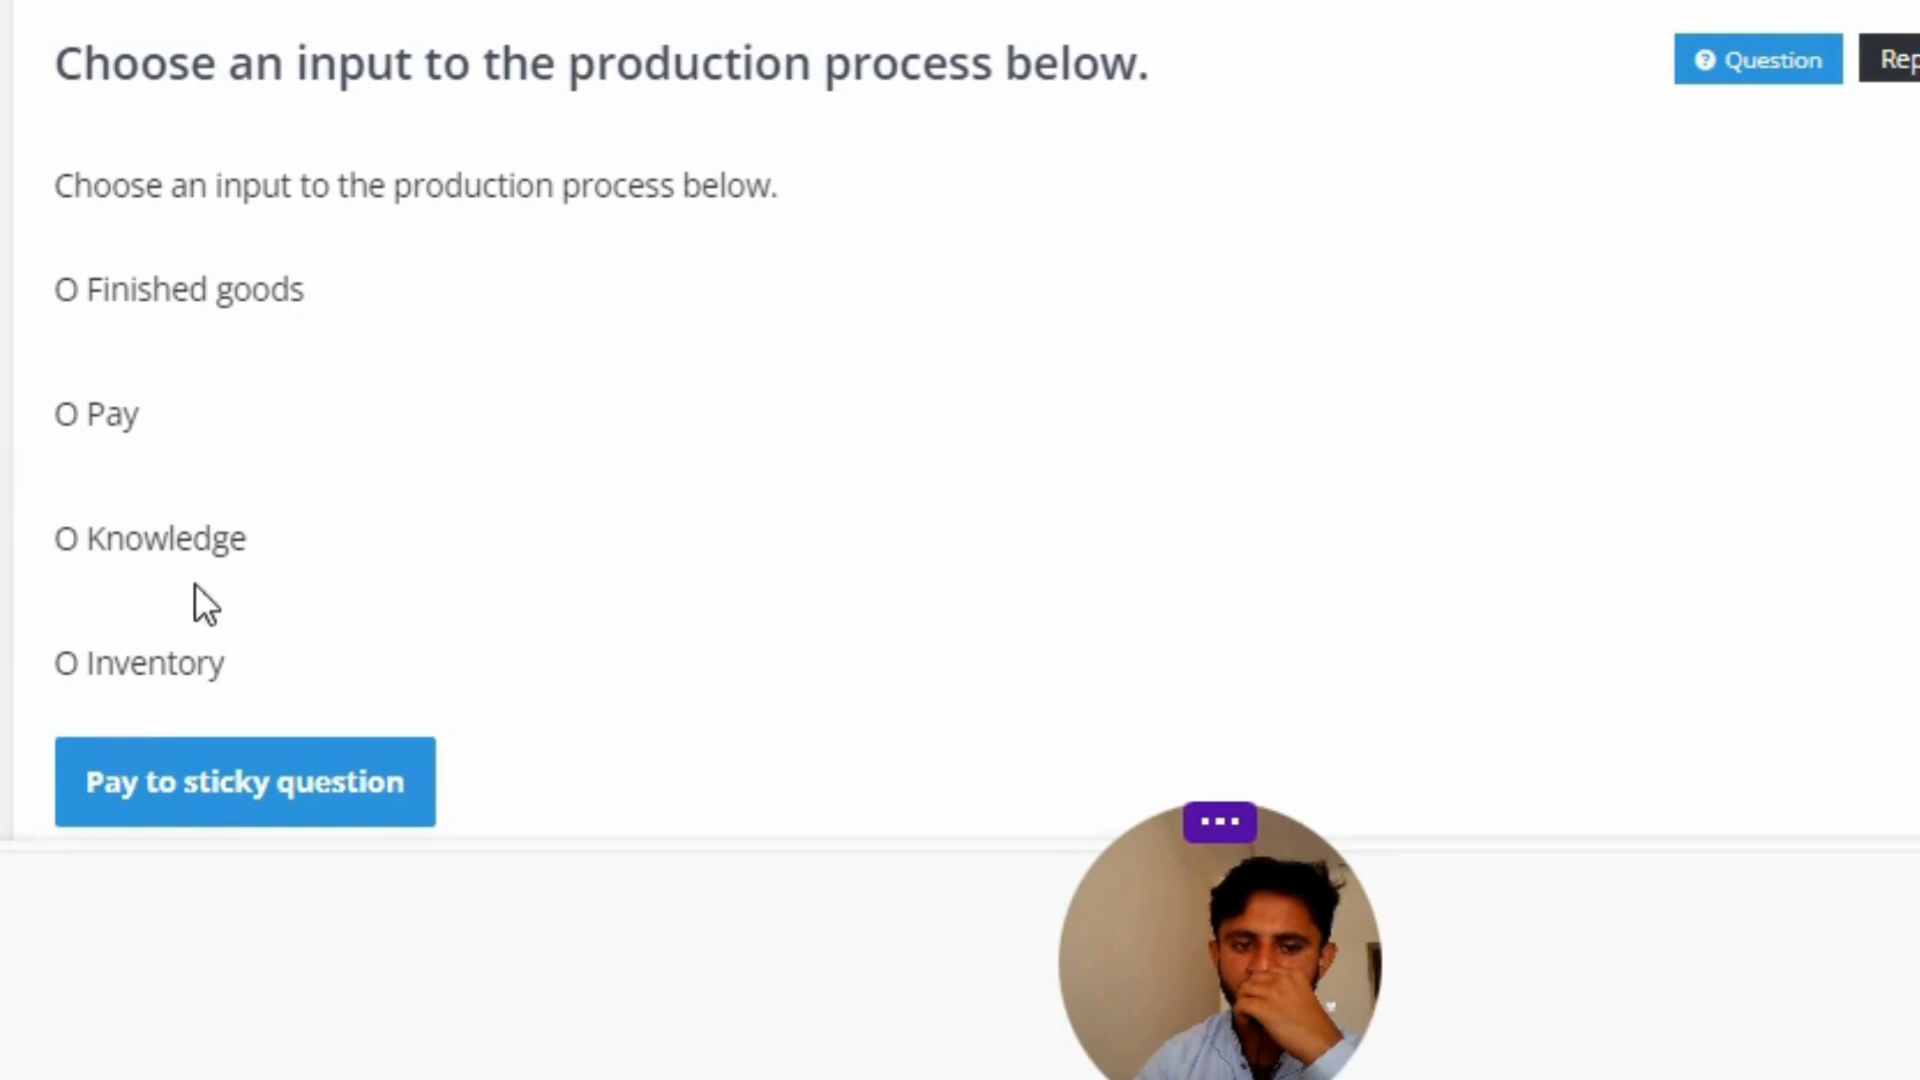 Choose an input to the production process below.
Question
Rep
Choose an input to the production process below.
O Finished goods
O Pay
O Knowledge
O Inventory
Pay to sticky question